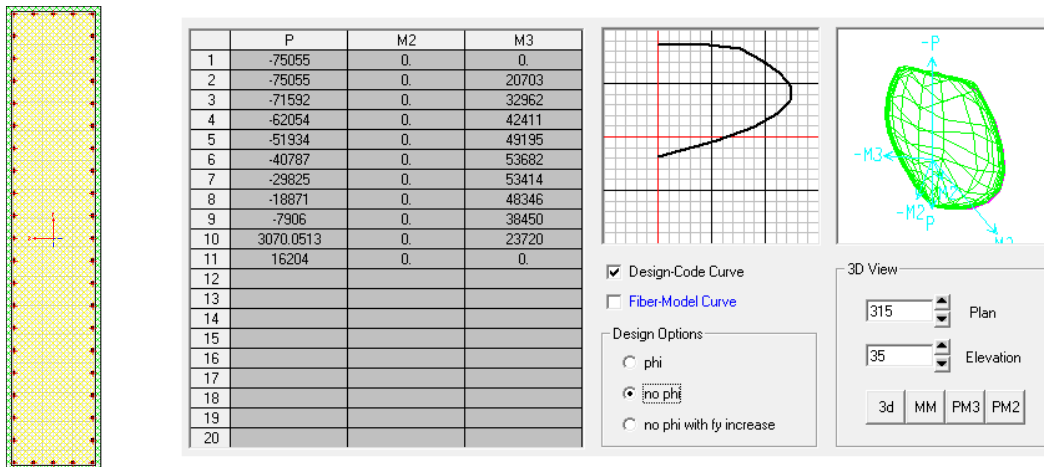 P M2 M3
1 -75055 0. 0.
2 -75055 0. 20703
3 -71592 0. 32962
4 -62054 0. 42411
5 -51934 0. 49195
6 -40787 0. 53682
7 -29825 0. 53414
8 -18871 0. 48346
9 -7906 0. 38450
10 3070.0513 0. 23720
11 16204 0. 0.
12
13
14
15
16
17
18
19
20
-P
-M3
M2
-M2
P
M3
Design-Code Curve
Fiber-Model Curve
Design Options
phi
no phi
no phi with fy increase
3D View
315 Plan
35 Elevation
3d MM PM3 PM2